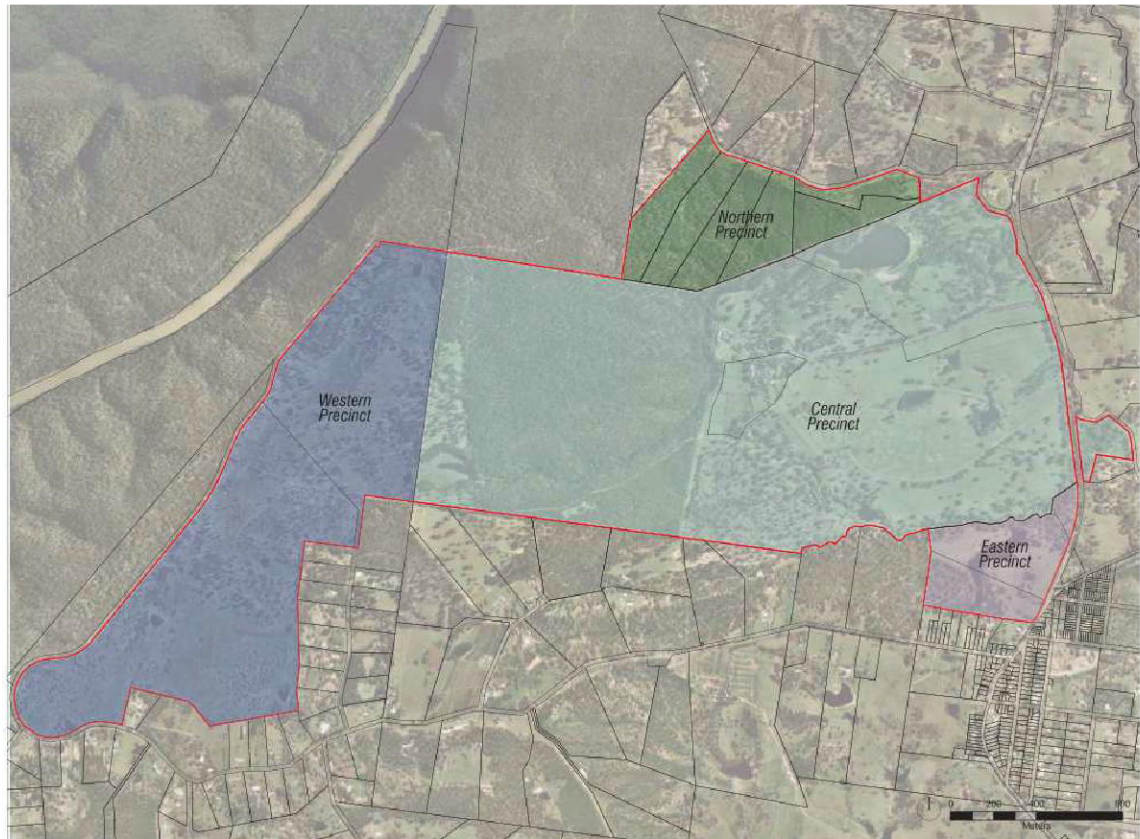 Northern
Precinct
Western
Precinct
Central
Precinct
Eastern
Precinct
0 200 400 800
Meters